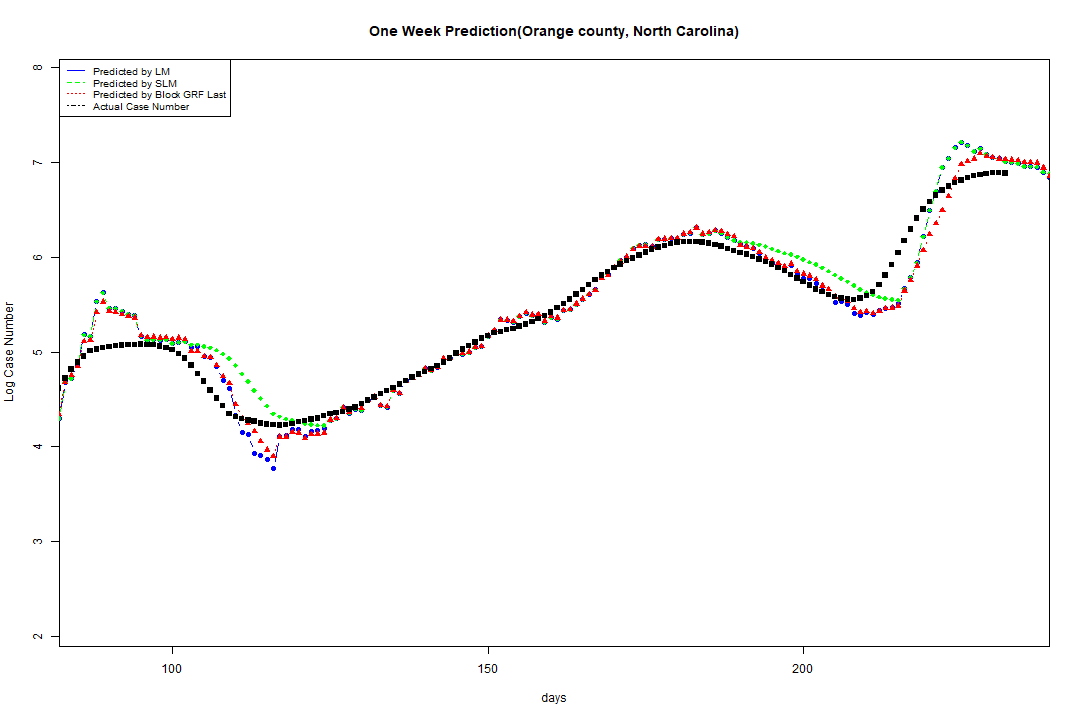 One Week Prediction(Orange county, North Carolina)
Predicted by LM
Predicted by SLM
Predicted by Block GRF Last
Actual Case Number
8
7
6
5
4
3
2
Log Case Number
100 150 200
days